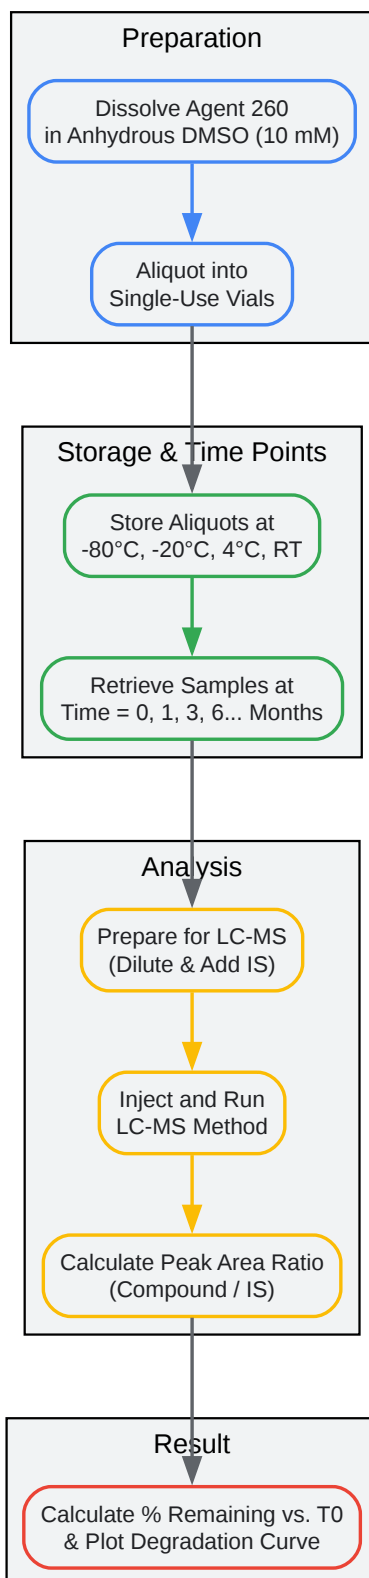 Preparation
Dissolve Agent 260
in Anhydrous DMSO (10 mM)
Aliquot into
Single-Use Vials
Storage & Time Points
Store Aliquots at
-80°C, -20°C, 4°C, RT
Retrieve Samples at
Time = 0, 1, 3, 6... Months
Analysis
Prepare for LC-MS
(Dilute & Add IS)
Inject and Run
LC-MS Method
Calculate Peak Area Ratio
(Compound / IS)
Result
Calculate % Remaining vs. T0
& Plot Degradation Curve